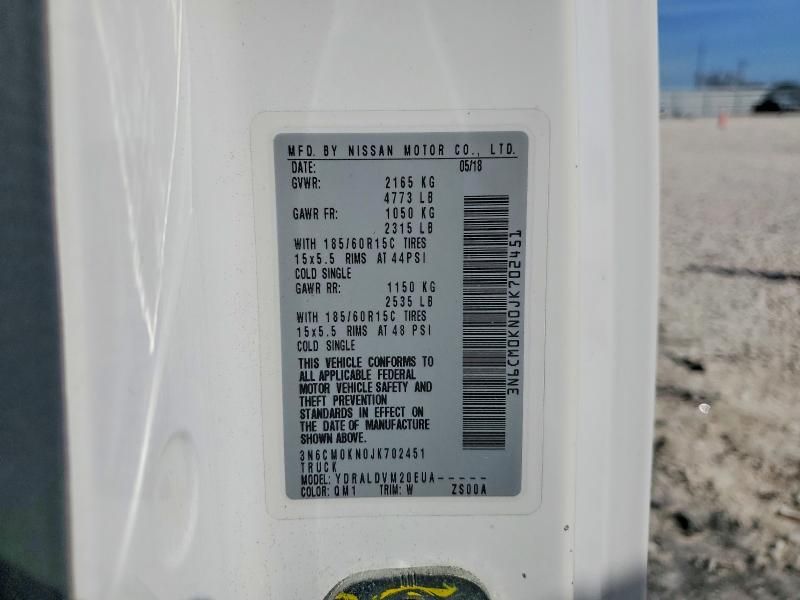 MFD. BY NISSAN MOTOR CO., LTD.
DATE: 05/18
GVWR: 2165 KG
4773 LB
GAWR FR: 1050 KG
2315 LB
WITH 185/60R15C TIRES
15x5.5 RIMS AT 44PSI
COLD SINGLE
GAWR RR: 1150 KG
2535 LB
WITH 185/60R15C TIRES
15x5.5 RIMS AT 48 PSI
COLD SINGLE
THIS VEHICLE CONFORMS TO
ALL APPLICABLE FEDERAL
MOTOR VEHICLE SAFETY AND
THEFT PREVENTION
STANDARDS IN EFFECT ON
THE DATE OF MANUFACTURE
SHOWN ABOVE.
3N6CM0KN0JK702451
TRUCK
MODEL: YDRALDVM20EUA-----
COLOR: QM1 TRIM: W ZS00A
3N6CM0KN0JK702451